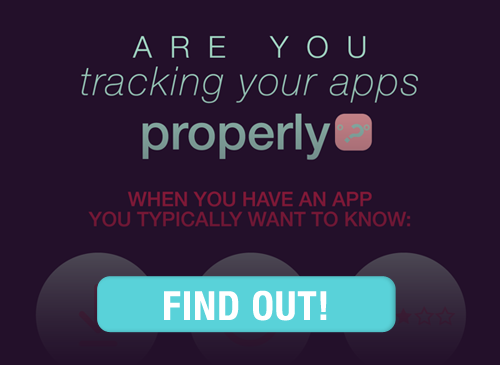 ARE YOU
tracking your apps
properly?
WHEN YOU HAVE AN APP
YOU TYPICALLY WANT TO KNOW:
FIND OUT!